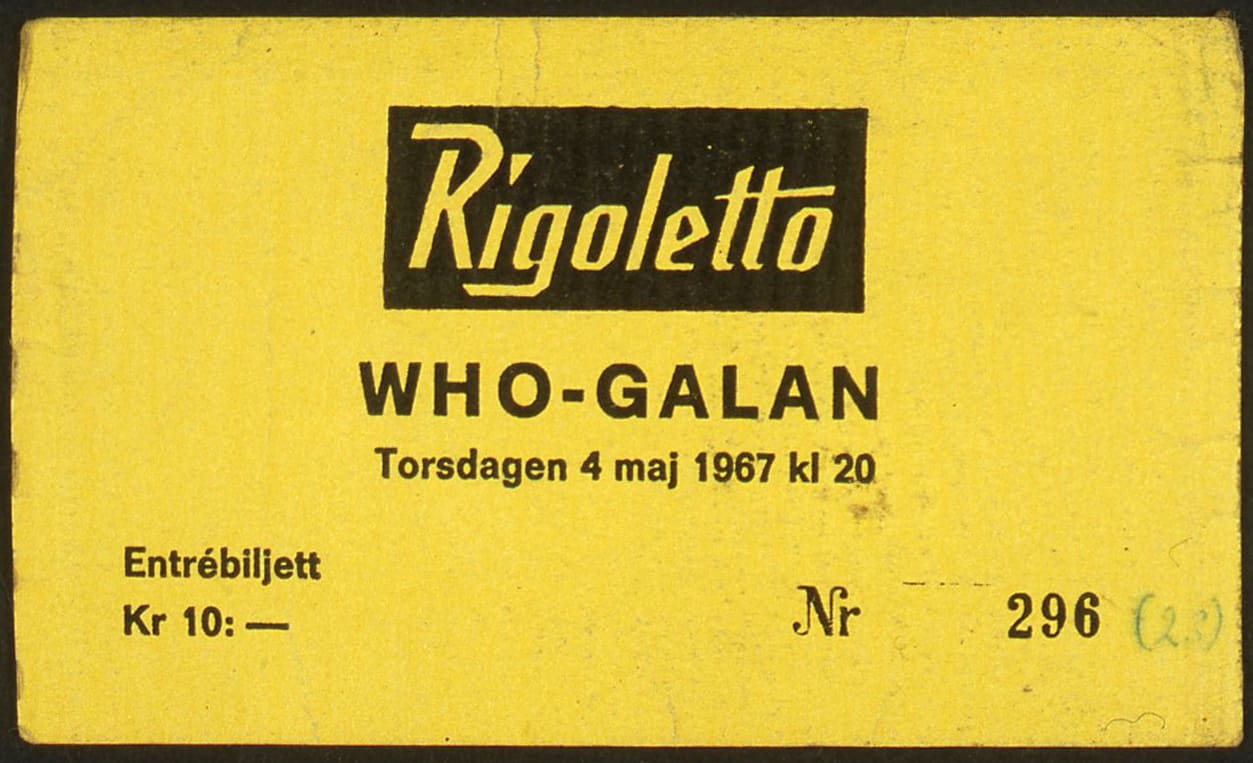 Rigoletto
WHO-GALAN
Torsdagen 4 maj 1967 kl 20
Entrébiljett
Kr 10: —
Nr 296